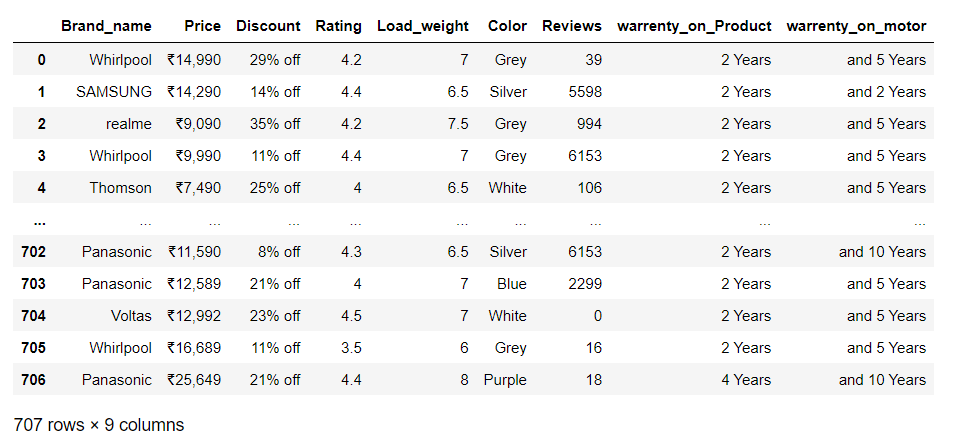 Brand_name Price Discount Rating Load_weight Color Reviews warrenty_on_Product warrenty_on_motor
0 Whirlpool ₹14,990 29% off 4.2 7 Grey 39 2 Years and 5 Years
1 SAMSUNG ₹14,290 14% off 4.4 6.5 Silver 5598 2 Years and 2 Years
2 realme ₹9,090 35% off 4.2 7.5 Grey 994 2 Years and 5 Years
3 Whirlpool ₹9,990 11% off 4.4 7 Grey 6153 2 Years and 5 Years
4 Thomson ₹7,490 25% off 4 6.5 White 106 2 Years and 5 Years
... ... ... ... ... ... ... ... ... ...
702 Panasonic ₹11,590 8% off 4.3 6.5 Silver 6153 2 Years and 10 Years
703 Panasonic ₹12,589 21% off 4 7 Blue 2299 2 Years and 5 Years
704 Voltas ₹12,992 23% off 4.5 7 White 0 2 Years and 5 Years
705 Whirlpool ₹16,689 11% off 3.5 6 Grey 16 2 Years and 5 Years
706 Panasonic ₹25,649 21% off 4.4 8 Purple 18 4 Years and 10 Years
707 rows × 9 columns